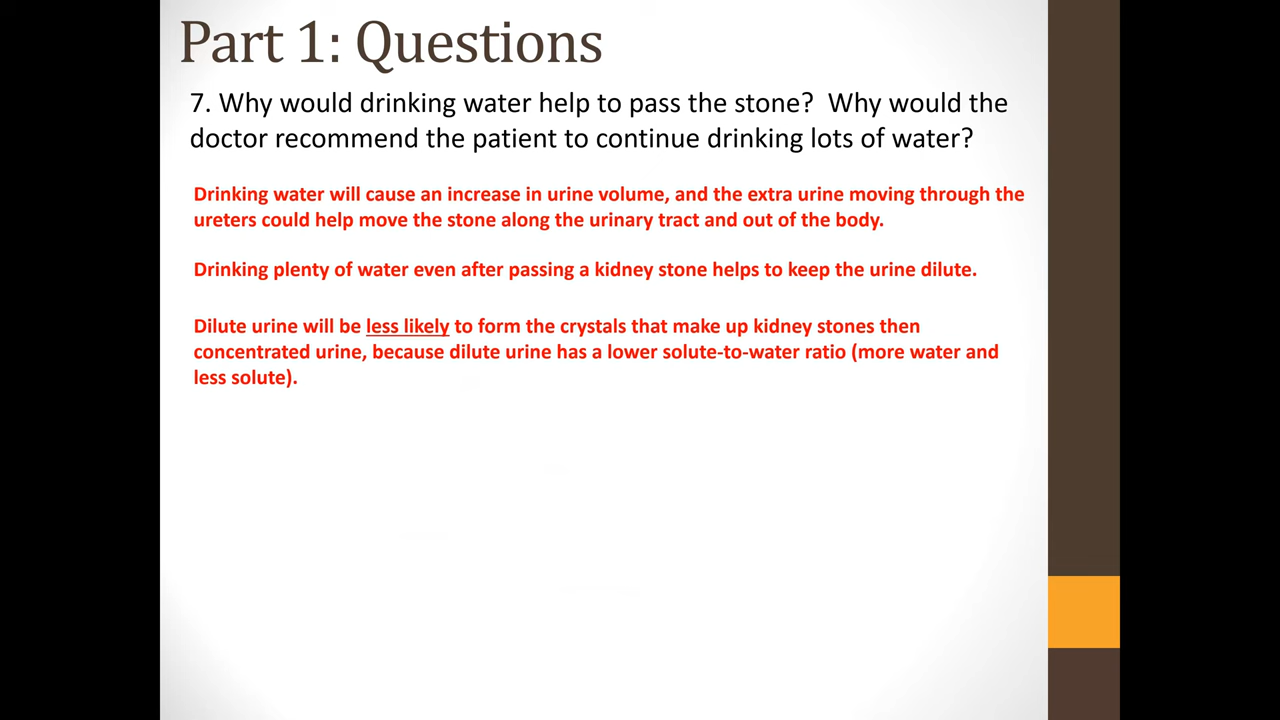 Part 1: Questions
7. Why would drinking water help to pass the stone?  Why would the
doctor recommend the patient to continue drinking lots of water?
Drinking water will cause an increase in urine volume, and the extra urine moving through the
ureters could help move the stone along the urinary tract and out of the body.
Drinking plenty of water even after passing a kidney stone helps to keep the urine dilute.
Dilute urine will be less likely to form the crystals that make up kidney stones then
concentrated urine, because dilute urine has a lower solute-to-water ratio (more water and
less solute).